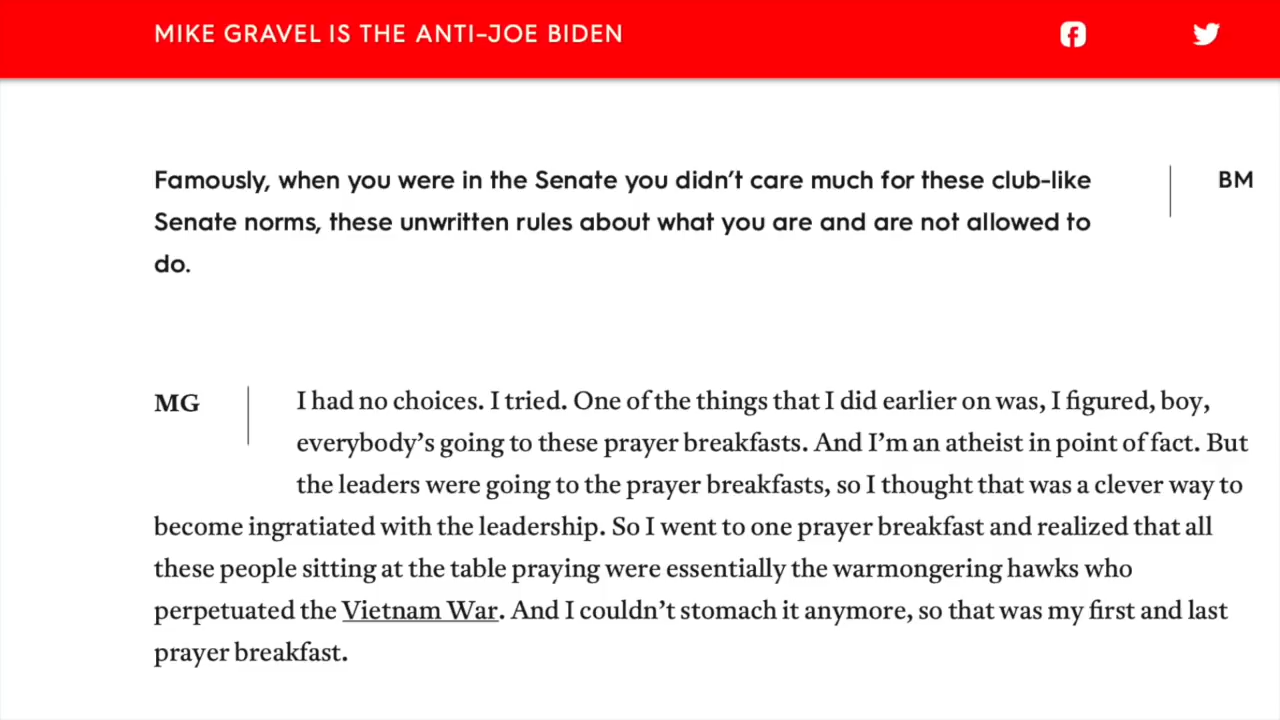 MIKE GRAVEL IS THE ANTI-JOE BIDEN
Famously, when you were in the Senate you didn’t care much for these club-like
Senate norms, these unwritten rules about what you are and are not allowed to
do.
BM
MG
I had no choices. I tried. One of the things that I did earlier on was, I figured, boy,
everybody’s going to these prayer breakfasts. And I’m an atheist in point of fact. But
the leaders were going to the prayer breakfasts, so I thought that was a clever way to
become ingratiated with the leadership. So I went to one prayer breakfast and realized that all
these people sitting at the table praying were essentially the warmongering hawks who
perpetuated the Vietnam War. And I couldn’t stomach it anymore, so that was my first and last
prayer breakfast.